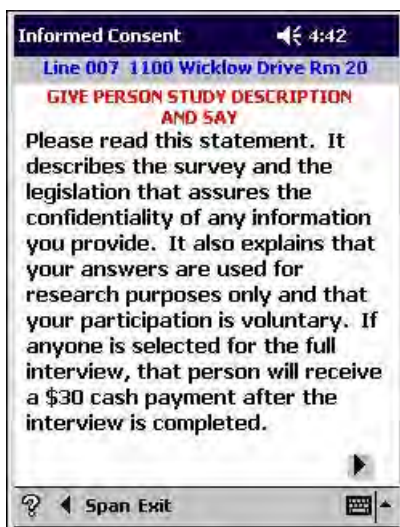 Informed Consent 4:42
Line 007 1100 Wicklow Drive Rm 20
GIVE PERSON STUDY DESCRIPTION
AND SAY
Please read this statement. It
describes the survey and the
legislation that assures the
confidentiality of any information
you provide. It also explains that
your answers are used for
research purposes only and that
your participation is voluntary. If
anyone is selected for the full
interview, that person will receive
a $30 cash payment after the
interview is completed.
? Span Exit